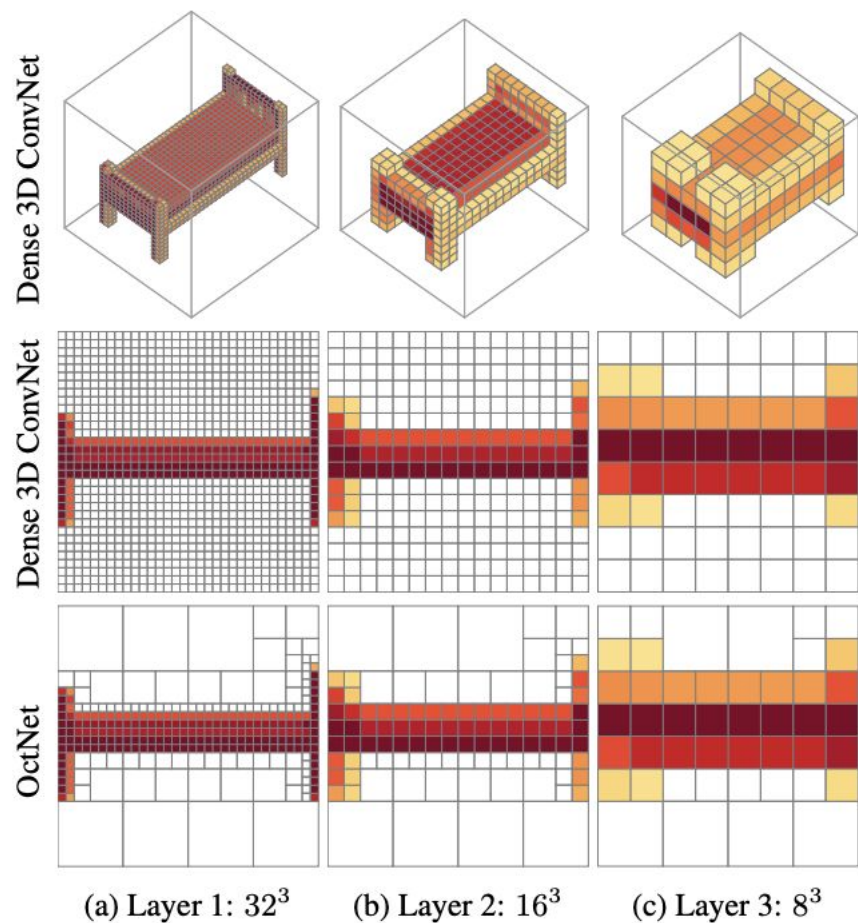 Dense 3D ConvNet
Dense 3D ConvNet
OctNet
(a) Layer 1: 32³
(b) Layer 2: 16³
(c) Layer 3: 8³